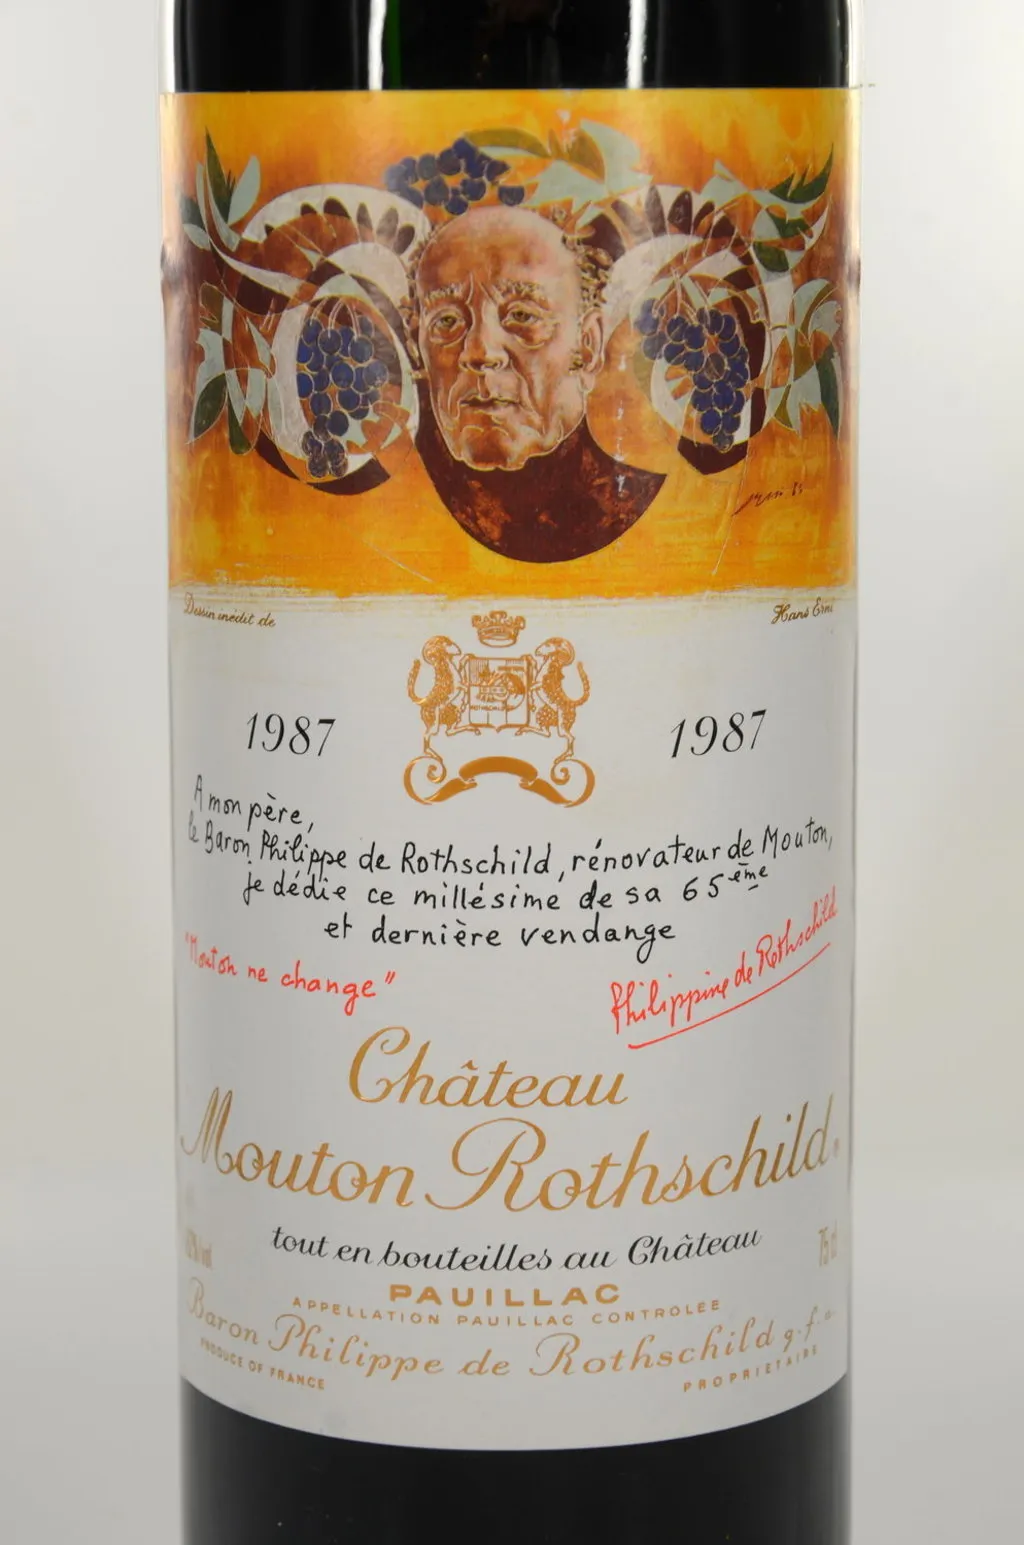 Dessin inédit de
Hans Erni
ROTHSCHILD
1987
1987
A mon père,
le Baron Philippe de Rothschild, rénovateur de Mouton,
je dédie ce millésime de sa 65ème
et dernière vendange
"Mouton ne change"
Philippine de Rothschild
Château
Mouton Rothschild
tout en bouteilles au Château
75 cl
PAUILLAC
APPELLATION PAUILLAC CONTROLEE
Baron Philippe de Rothschild g.f.a.
PRODUCE OF FRANCE
PROPRIETAIRE